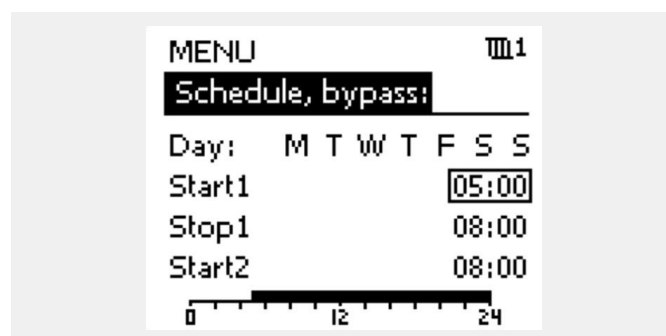 MENU 1
Schedule, bypass:
Day: M T W T F S S
Start1 05:00
Stop1 08:00
Start2 08:00
0 12 24